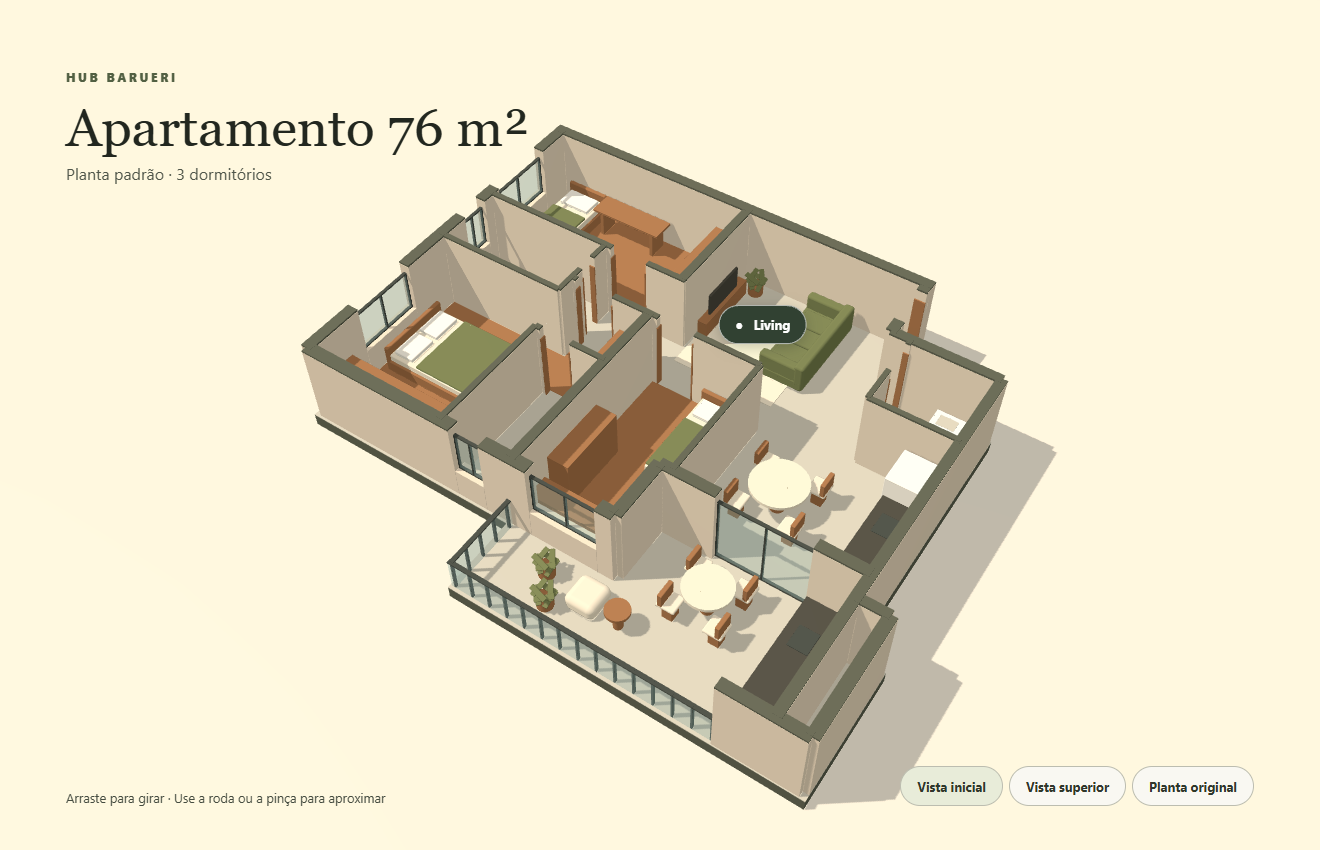 HUB BARUERI
Apartamento 76 m²
Planta padrão · 3 dormitórios
Living
Arraste para girar · Use a roda ou a pinça para aproximar
Vista inicial
Vista superior
Planta original